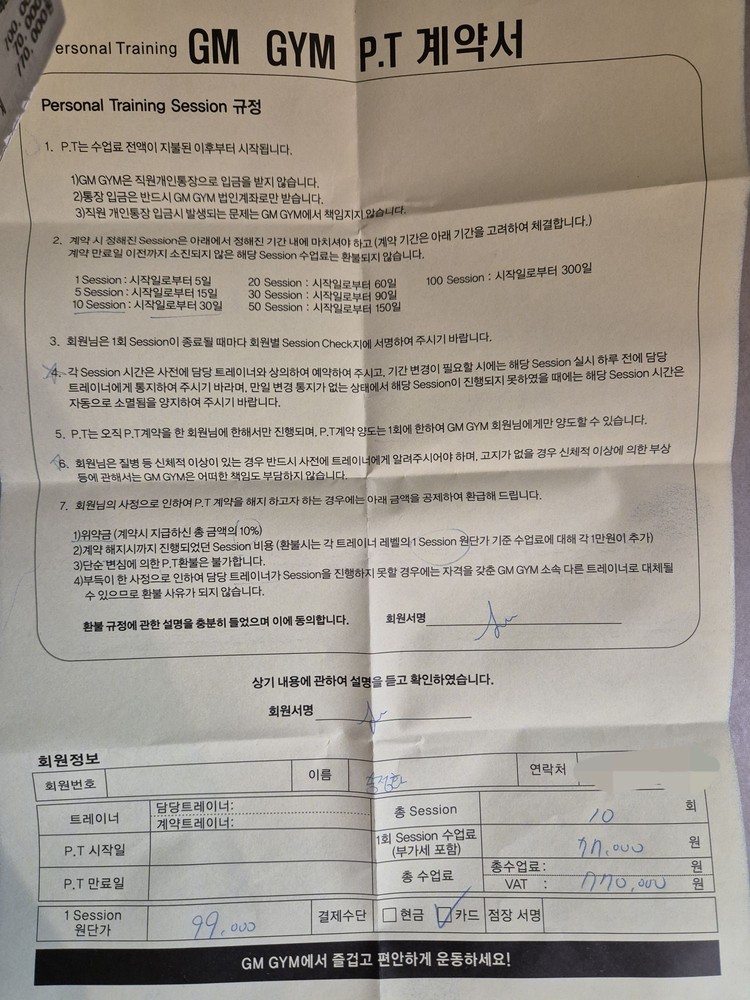 100,00
10,000
110,000
ersonal Training GM GYM P.T 계약서
Personal Training Session 규정
1. P.T는 수업료 전액이 지불된 이후부터 시작됩니다.
1)GM GYM은 직원개인통장으로 입금을 받지 않습니다.
2)통장 입금은 반드시 GM GYM 법인계좌로만 받습니다.
3)직원 개인통장 입금시 발생되는 문제는 GM GYM에서 책임지지 않습니다.
2. 계약 시 정해진 Session은 아래에서 정해진 기간 내에 마치셔야 하고 (계약 기간은 아래 기간을 고려하여 체결합니다.)
계약 만료일 이전까지 소진되지 않은 해당 Session 수업료는 환불되지 않습니다.
1 Session : 시작일로부터 5일 20 Session : 시작일로부터 60일 100 Session : 시작일로부터 300일
5 Session : 시작일로부터 15일 30 Session : 시작일로부터 90일
10 Session : 시작일로부터 30일 50 Session : 시작일로부터 150일
3. 회원님은 1회 Session이 종료될 때마다 회원별 Session Check지에 서명하여 주시기 바랍니다.
4. 각 Session 시간은 사전에 담당 트레이너와 상의하여 예약하여 주시고, 기간 변경이 필요할 시에는 해당 Session 실시 하루 전에 담당
트레이너에게 통지하여 주시기 바라며, 만일 변경 통지가 없는 상태에서 해당 Session이 진행되지 못하였을 때에는 해당 Session 시간은
자동으로 소멸됨을 양지하여 주시기 바랍니다.
5. P.T는 오직 P.T계약을 한 회원님에 한해서만 진행되며, P.T계약 양도는 1회에 한하여 GM GYM 회원님에게만 양도할 수 있습니다.
6. 회원님은 질병 등 신체적 이상이 있는 경우 반드시 사전에 트레이너에게 알려주시어야 하며, 고지가 없을 경우 신체적 이상에 의한 부상
등에 관해서는 GM GYM은 어떠한 책임도 부담하지 않습니다.
7. 회원님의 사정으로 인하여 P.T 계약을 해지 하고자 하는 경우에는 아래 금액을 공제하여 환급해 드립니다.
1)위약금 (계약시 지급하신 총 금액의 10%)
2)계약 해지시까지 진행되었던 Session 비용 (환불시는 각 트레이너 레벨의 1 Session 원단가 기준 수업료에 대해 각 1만원이 추가)
3)단순 변심에 의한 P.T환불은 불가합니다.
4)부득이 한 사정으로 인하여 담당 트레이너가 Session을 진행하지 못할 경우에는 자격을 갖춘 GM GYM 소속 다른 트레이너로 대체될
수 있으므로 환불 사유가 되지 않습니다.
환불 규정에 관한 설명을 충분히 들었으며 이에 동의합니다. 회원서명
상기 내용에 관하여 설명을 듣고 확인하였습니다.
회원서명
회원정보
회원번호 이름 연락처
트레이너 담당트레이너: 총 Session 10 회
계약트레이너:
P.T 시작일 1회 Session 수업료 (부가세 포함) 77,000 원
P.T 만료일 총 수업료 총수업료: 원
VAT : 770,000 원
1 Session 원단가 99,000 결제수단 현금 카드 점장 서명
GM GYM에서 즐겁고 편안하게 운동하세요!